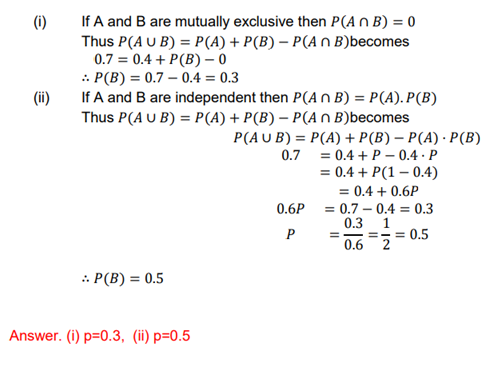 (i) If A and B are mutually exclusive then P(A ∩ B) = 0
Thus P(A ∪ B) = P(A) + P(B) − P(A ∩ B)becomes
0.7 = 0.4 + P(B) − 0
∴ P(B) = 0.7 − 0.4 = 0.3
(ii) If A and B are independent then P(A ∩ B) = P(A). P(B)
Thus P(A ∪ B) = P(A) + P(B) − P(A ∩ B)becomes
P(A ∪ B) = P(A) + P(B) − P(A) · P(B)
0.7 = 0.4 + P − 0.4 · P
= 0.4 + P(1 − 0.4)
= 0.4 + 0.6P
0.6P = 0.7 − 0.4 = 0.3
P = 0.3/0.6 = 1/2 = 0.5
∴ P(B) = 0.5
Answer. (i) p=0.3, (ii) p=0.5